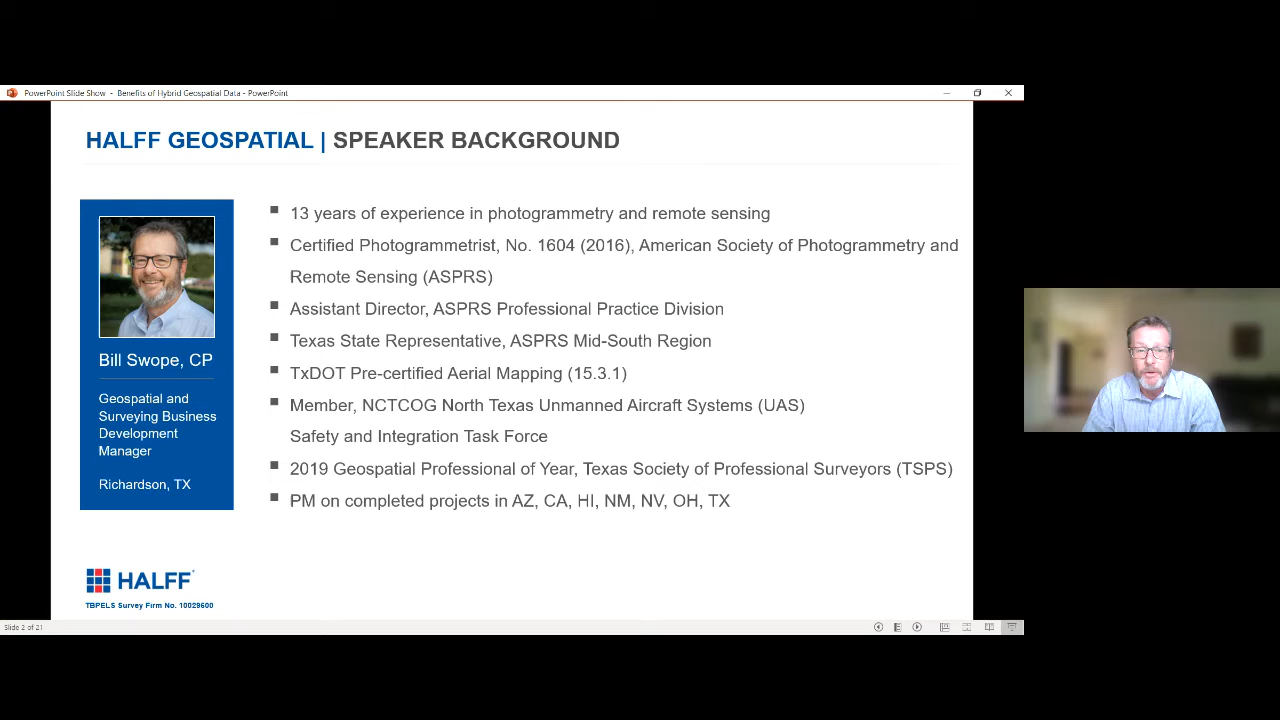 PowerPoint Slide Show - Benefits of Hybrid Geospatial Data - PowerPoint
HALFF GEOSPATIAL | SPEAKER BACKGROUND
Bill Swope, CP
Geospatial and
Surveying Business
Development
Manager
Richardson, TX
13 years of experience in photogrammetry and remote sensing
Certified Photogrammetrist, No. 1604 (2016), American Society of Photogrammetry and
Remote Sensing (ASPRS)
Assistant Director, ASPRS Professional Practice Division
Texas State Representative, ASPRS Mid-South Region
TxDOT Pre-certified Aerial Mapping (15.3.1)
Member, NCTCOG North Texas Unmanned Aircraft Systems (UAS)
Safety and Integration Task Force
2019 Geospatial Professional of Year, Texas Society of Professional Surveyors (TSPS)
PM on completed projects in AZ, CA, HI, NM, NV, OH, TX
HALFF
TBPELS Survey Firm No. 10029600
Slide 2 of 21